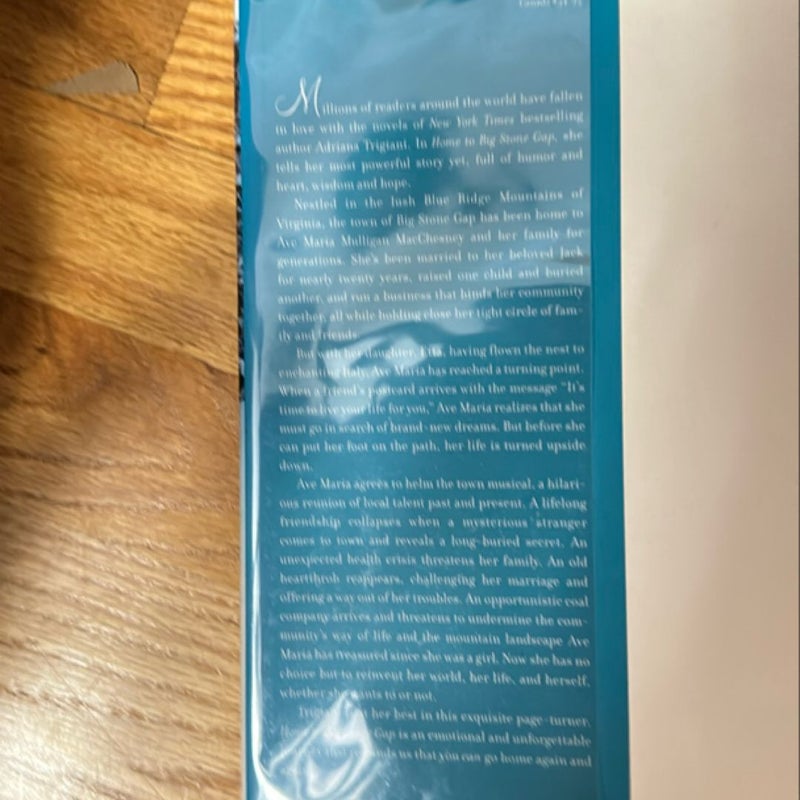 Millions of readers around the world have fallen
in love with the novels of New York Times bestselling
author Adriana Trigiani. In Home to Big Stone Gap, she
tells her most powerful story yet, full of humor and
heart, wisdom and hope.
Nestled in the lush Blue Ridge Mountains of
Virginia, the town of Big Stone Gap has been home to
Ave Maria Mulligan MacChesney and her family for
generations. She's been married to her beloved Jack
for nearly twenty years, raised one child and buried
another, and run a business that binds her community
together, all while holding close her tight circle of fam-
ily and friends.
But with her daughter, having flown the nest to
enchanting Italy, Ave Maria has reached a turning point.
When a friend's postcard arrives with the message "It's
time to live your life for you," Ave Maria realizes that she
must go in search of brand-new dreams. But before she
can put her foot on the path, her life is turned upside
down.
Ave Maria agrees to helm the town musical, a hilari-
ous reunion of local talent past and present. A lifelong
friendship collapses when a mysterious stranger
comes to town and reveals a long-buried secret. An
unexpected health crisis threatens her family. An old
heartthrob reappears, challenging her marriage and
offering a way out of her troubles. An opportunistic coal
company arrives and threatens to undermine the com-
munity's way of life and the mountain landscape Ave
Maria has treasured since she was a girl. Now she has no
choice but to reinvent her world, her life, and herself,
whether she wants to or not.
her best in this exquisite page-turner.
Gap is an emotional and unforgettable
us that you can go home again and